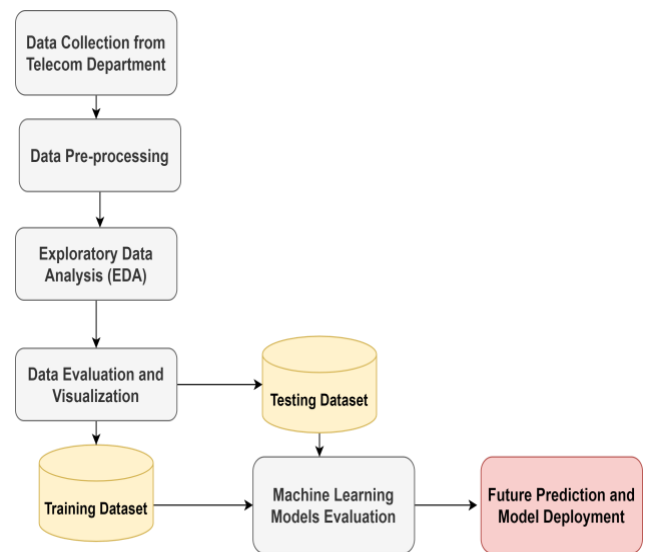 Data Collection from
Telecom Department
Data Pre-processing
Exploratory Data
Analysis (EDA)
Data Evaluation and
Visualization
Testing Dataset
Training Dataset
Machine Learning
Models Evaluation
Future Prediction and
Model Deployment